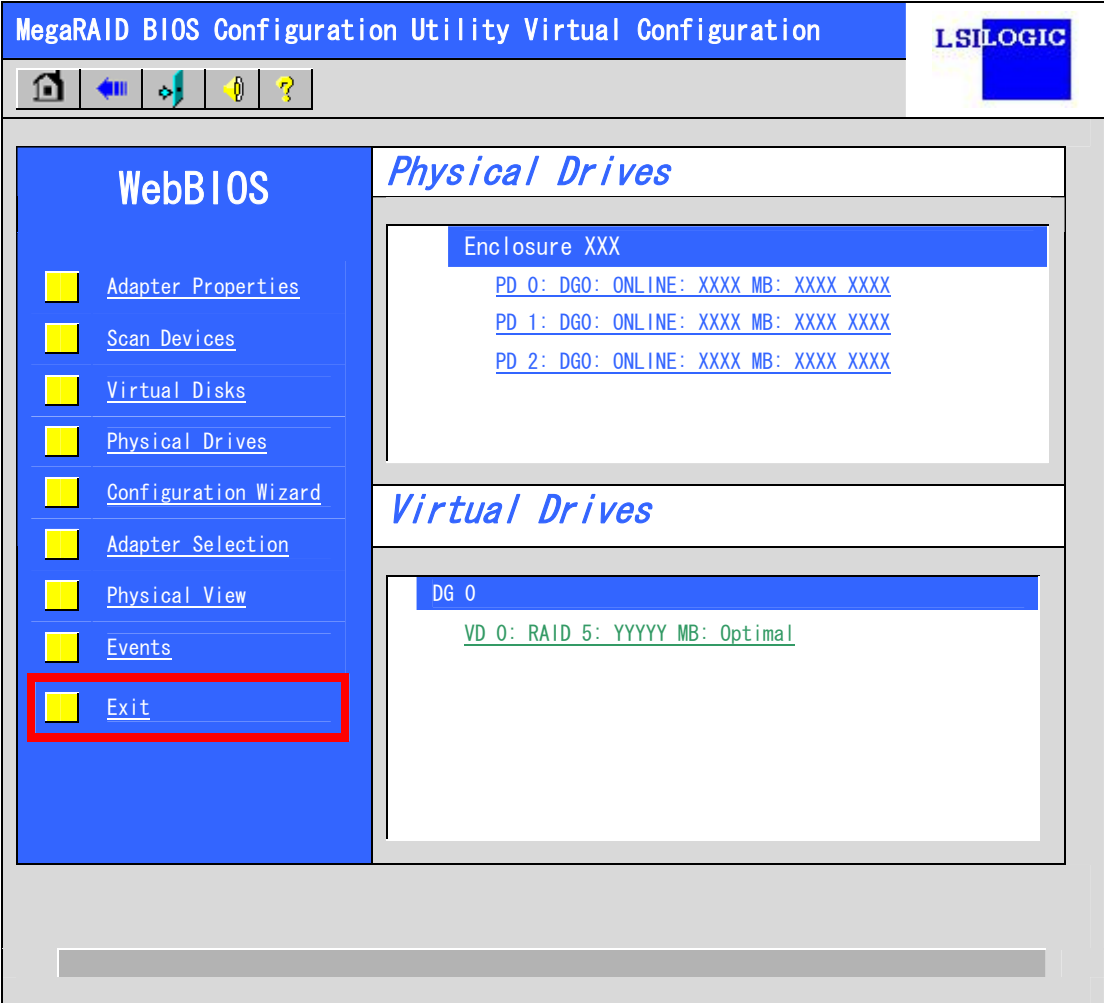 MegaRAID BIOS Configuration Utility Virtual Configuration
LSILOGIC
WebBIOS
Adapter Properties
Scan Devices
Virtual Disks
Physical Drives
Configuration Wizard
Adapter Selection
Physical View
Events
Exit
Physical Drives
Enclosure XXX
PD 0: DG0: ONLINE: XXXX MB: XXXX XXXX
PD 1: DG0: ONLINE: XXXX MB: XXXX XXXX
PD 2: DG0: ONLINE: XXXX MB: XXXX XXXX
Virtual Drives
DG 0
VD 0: RAID 5: YYYYY MB: Optimal